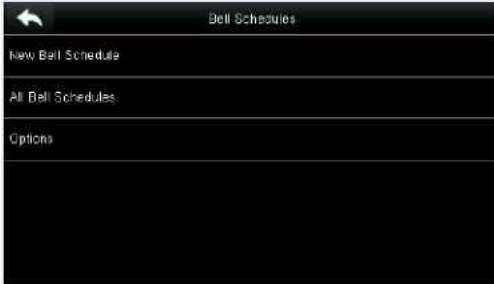 Bell Schedules
New Bell Schedule
All Bell Schedules
Options